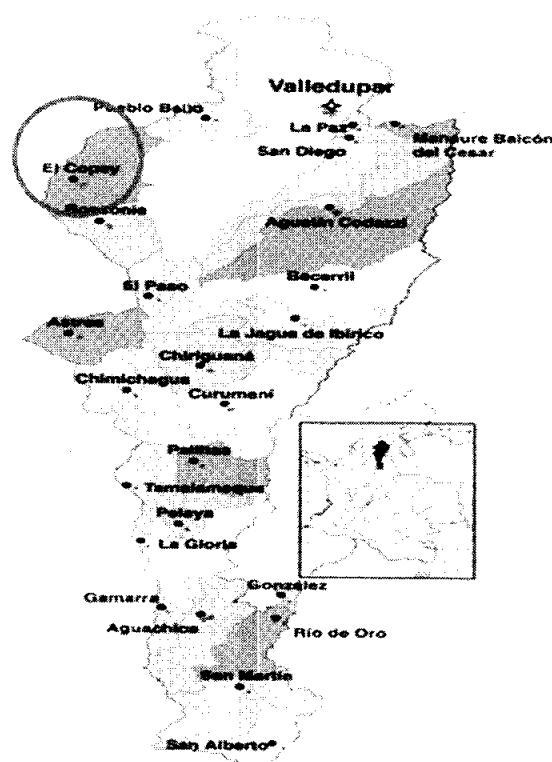 Valledupar
Pueblo Bello
La Paz
San Diego
Manaure Balcón
del Cesar
El Copey
Bosconia
Agustín Codazzi
Becerril
El Paso
Astrea
La Jagua de Ibirico
Chiriguaná
Chimichagua
Curumaní
Pailitas
Tamalameque
Pelaya
La Gloria
González
Gamarra
Aguachica
Río de Oro
San Martín
San Alberto